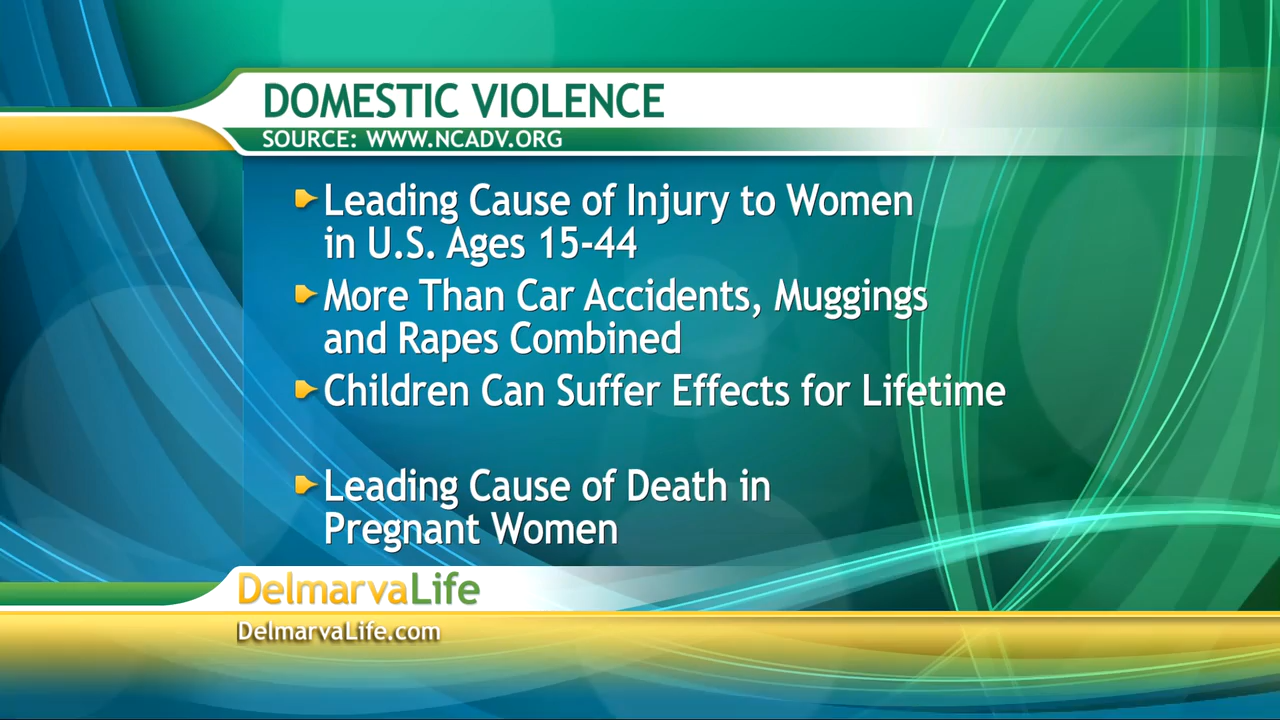 DOMESTIC VIOLENCE
SOURCE: WWW.NCADV.ORG
Leading Cause of Injury to Women
in U.S. Ages 15-44
More Than Car Accidents, Muggings
and Rapes Combined
Children Can Suffer Effects for Lifetime
Leading Cause of Death in
Pregnant Women
DelmarvaLife
DelmarvaLife.com